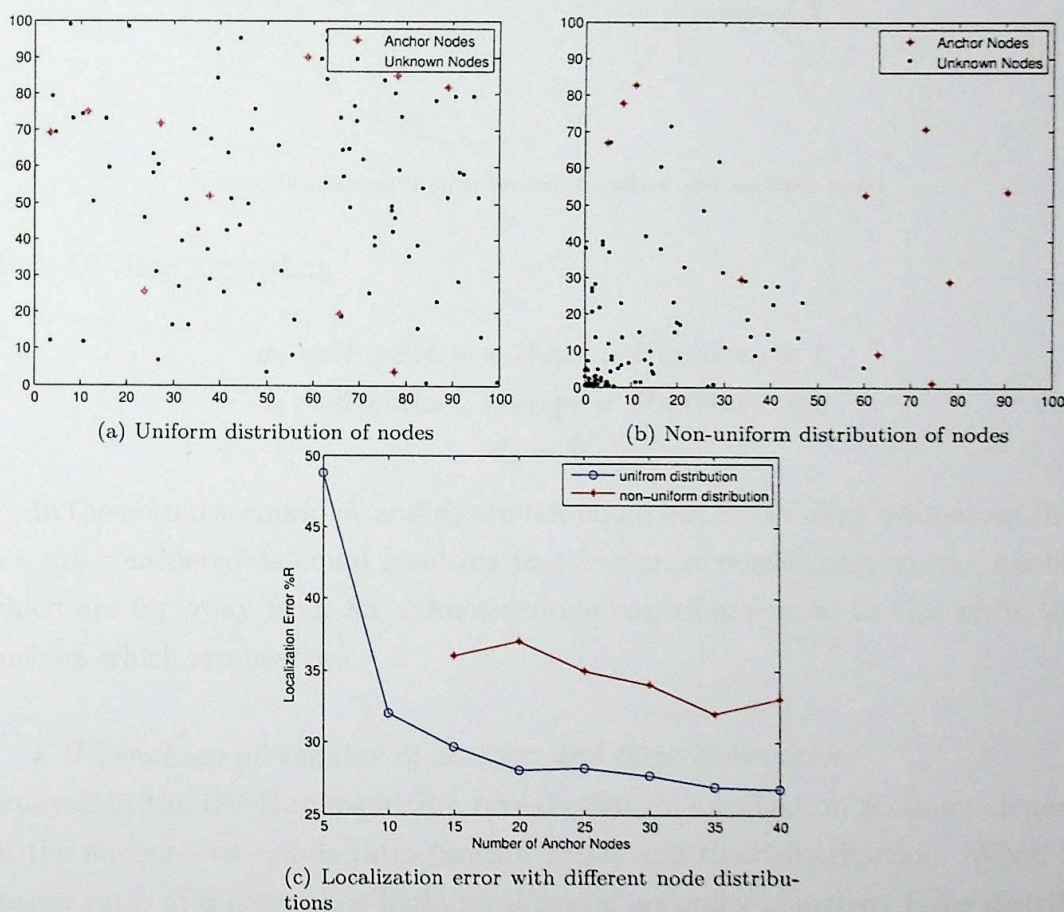 100
90
80
70
60
50
40
30
20
10
0
0 10 20 30 40 50 60 70 80 90 100
Anchor Nodes
Unknown Nodes
(a) Uniform distribution of nodes
100
90
80
70
60
50
40
30
20
10
0
0 10 20 30 40 50 60 70 80 90 100
Anchor Nodes
Unknown Nodes
(b) Non-uniform distribution of nodes
50
45
40
35
30
25
Localization Error %R
unifrom distribution
non-uniform distribution
5 10 15 20 25 30 35 40
Number of Anchor Nodes
(c) Localization error with different node distribu-
tions